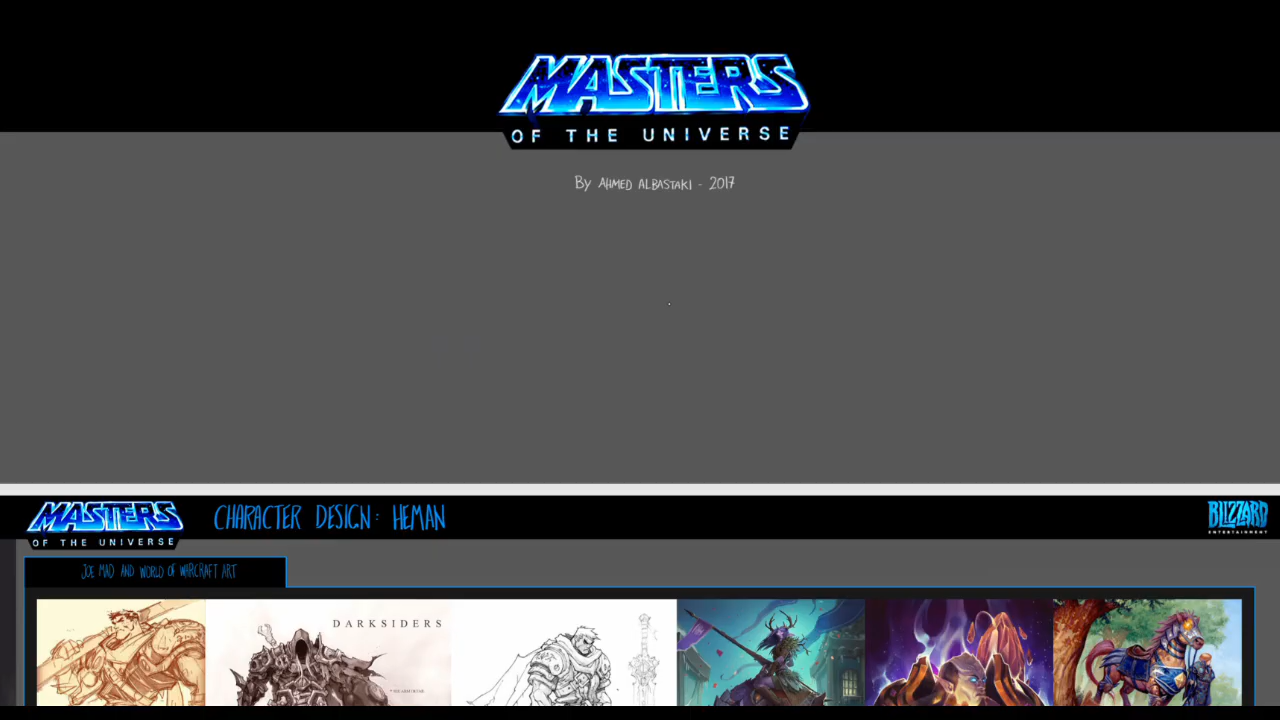 MASTERS
OF THE UNIVERSE
By AHMED ALBASTAKI - 2017
MASTERS
OF THE UNIVERSE
CHARACTER DESIGN: HEMAN
BLIZZARD
ENTERTAINMENT
JOE MAD AND WORLD OF WARCRAFT ART
DARKSIDERS